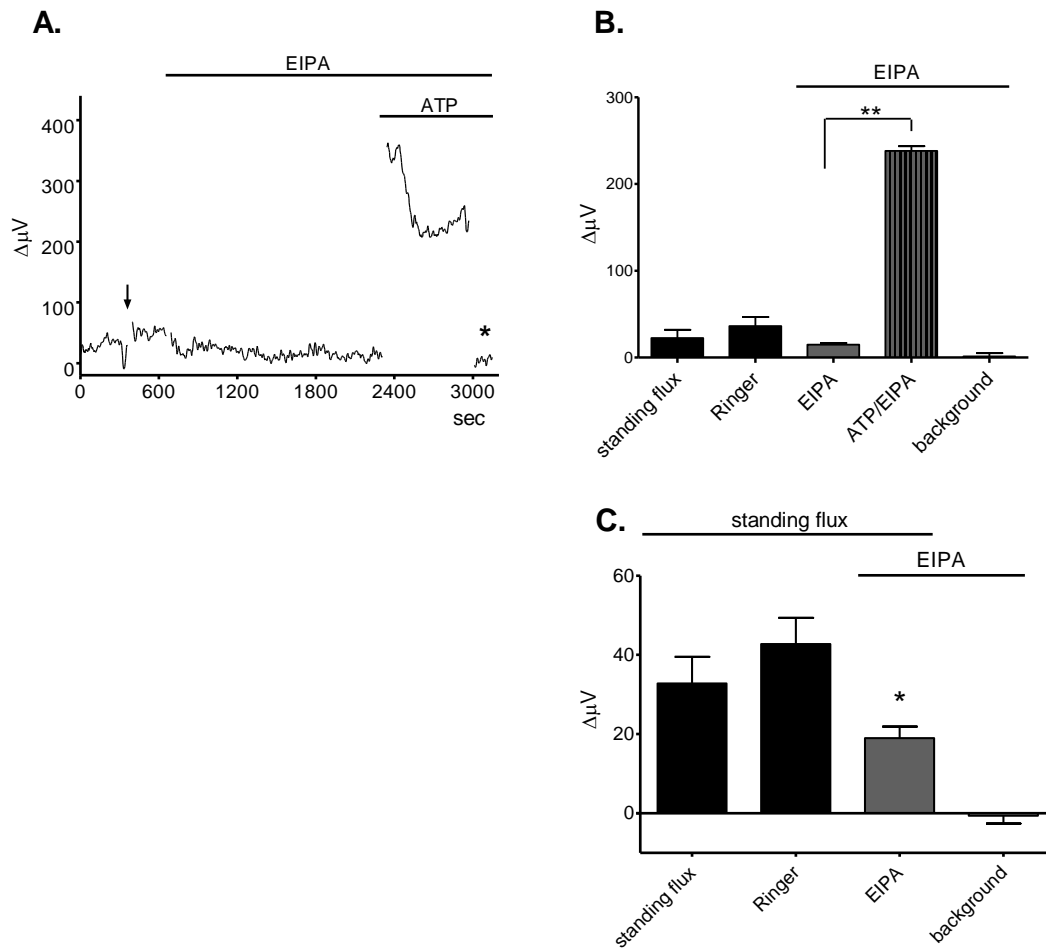 A.
EIPA
ATP
400
300
200
100
0
ΔµV
*
0 600 1200 1800 2400 3000
sec
B.
EIPA
**
300
200
100
0
ΔµV
standing flux
Ringer
EIPA
ATP/EIPA
background
C.
standing flux
EIPA
60
40
20
0
ΔµV
*
standing flux
Ringer
EIPA
background